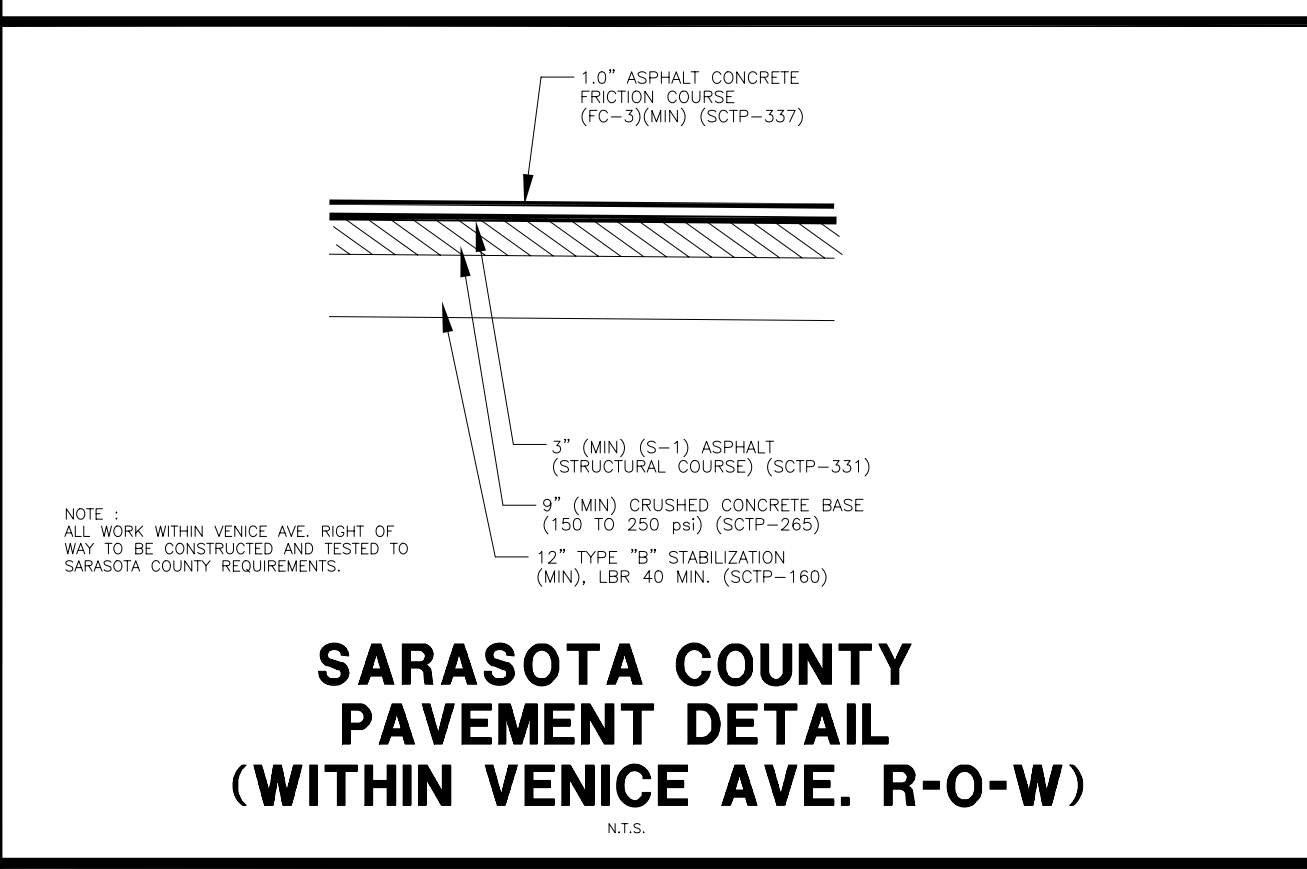 1.0" ASPHALT CONCRETE
FRICTION COURSE
(FC-3)(MIN) (SCTP-337)
3" (MIN) (S-1) ASPHALT
(STRUCTURAL COURSE) (SCTP-331)
9" (MIN) CRUSHED CONCRETE BASE
(150 TO 250 psi) (SCTP-265)
12" TYPE "B" STABILIZATION
(MIN), LBR 40 MIN. (SCTP-160)
NOTE :
ALL WORK WITHIN VENICE AVE. RIGHT OF
WAY TO BE CONSTRUCTED AND TESTED TO
SARASOTA COUNTY REQUIREMENTS.
SARASOTA COUNTY
PAVEMENT DETAIL
(WITHIN VENICE AVE. R-O-W)
N.T.S.